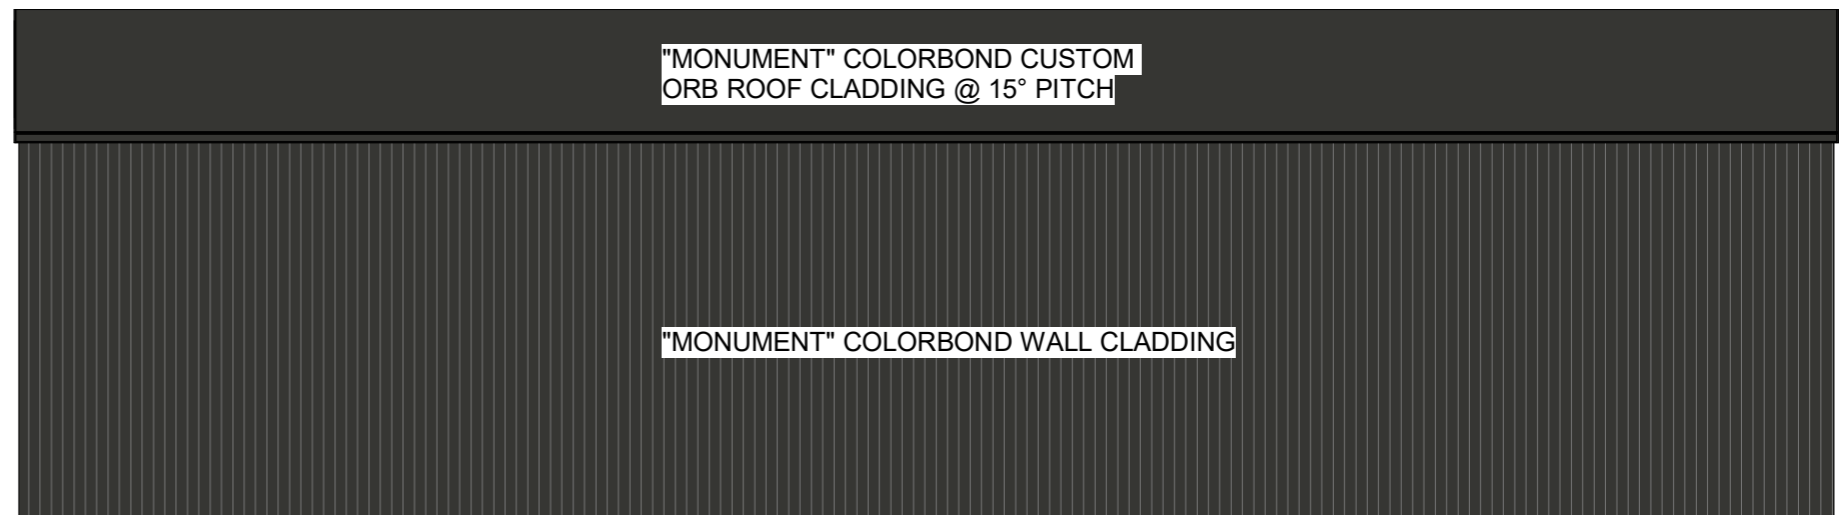 "MONUMENT" COLORBOND CUSTOM
ORB ROOF CLADDING @ 15° PITCH
"MONUMENT" COLORBOND WALL CLADDING